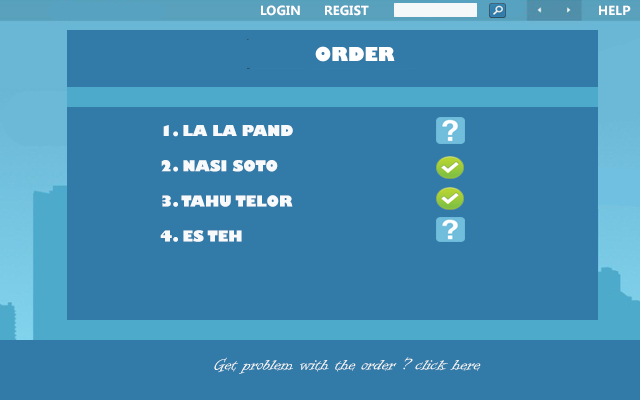 LOGIN REGIST HELP
ORDER
1. LA LA PAND ?
2. NASI SOTO
3. TAHU TELOR
4. ES TEH ?
Get problem with the order ? click here